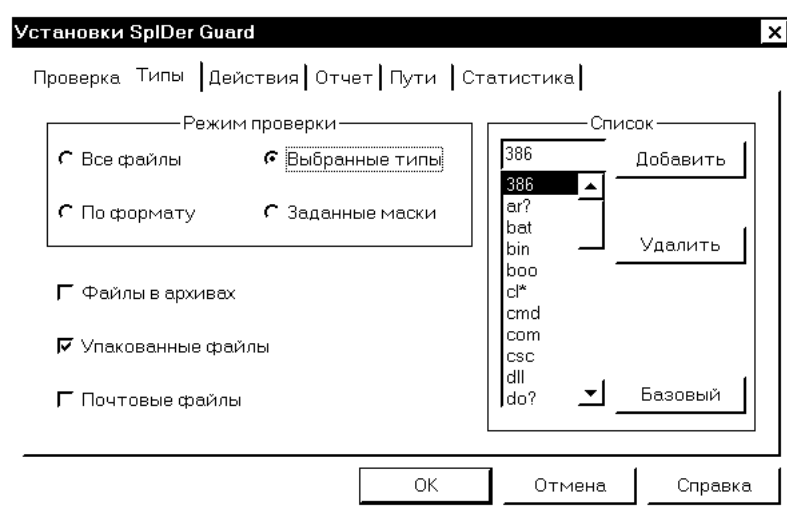 Установки SpIDer Guard
Проверка Типы Действия Отчет Пути Статистика
Режим проверки
Все файлы Выбранные типы
По формату Заданные маски
Файлы в архивах
Упакованные файлы
Почтовые файлы
Список
386 Добавить
386
ar?
bat
bin Удалить
boo
cl*
cmd
com
csc
dll
do? Базовый
OK Отмена Справка